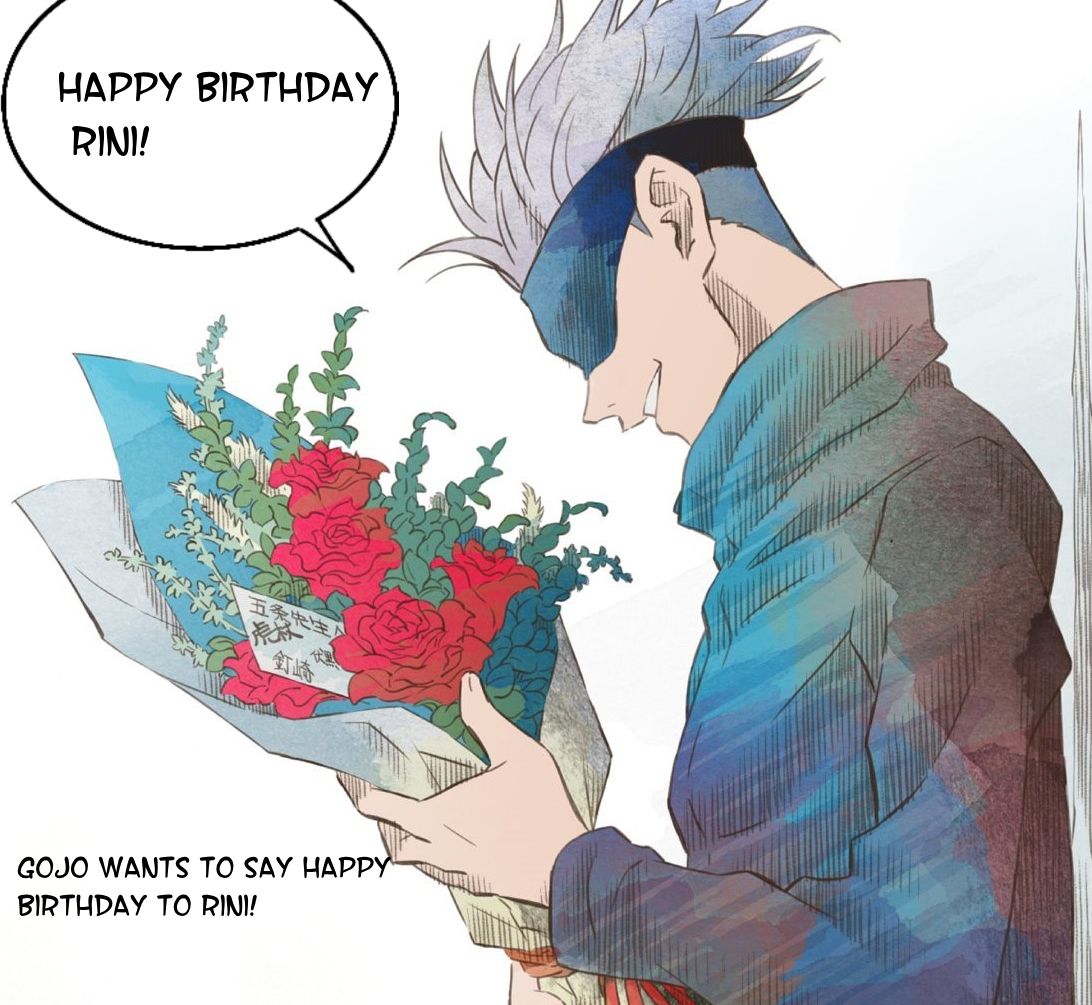 HAPPY BIRTHDAY
RINI!
五条先生へ
虎杖
伏黒
釘崎
GOJO WANTS TO SAY HAPPY
BIRTHDAY TO RINI!